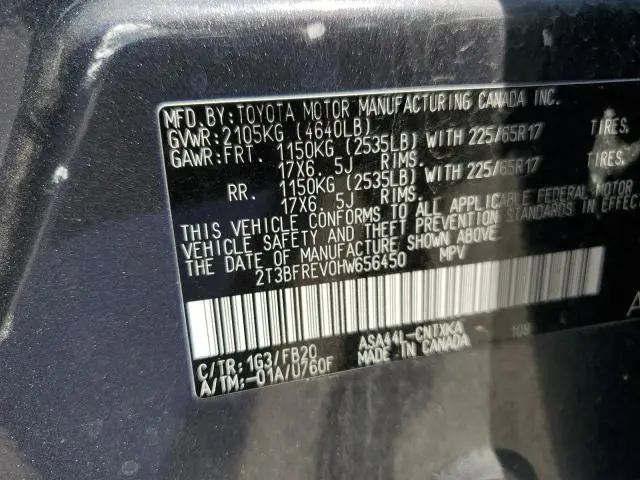 MFD.BY:TOYOTA MOTOR MANUFACTURING CANADA INC.
GVWR:2105KG (4640LB)
GAWR:FRT. 1150KG (2535LB) WITH 225/65R17 TIRES,
17X6.5J RIMS.
RR. 1150KG (2535LB) WITH 225/65R17 TIRES,
17X6.5J RIMS.
THIS VEHICLE CONFORMS TO ALL APPLICABLE FEDERAL MOTOR
VEHICLE SAFETY AND THEFT PREVENTION STANDARDS IN EFFECT
THE DATE OF MANUFACTURE SHOWN ABOVE.
2T3BFREV0HW656450 MPV
C/TR:1G3/FB20 ASA44L-CNTXKA 109
A/TM:-01A/U760F MADE IN CANADA